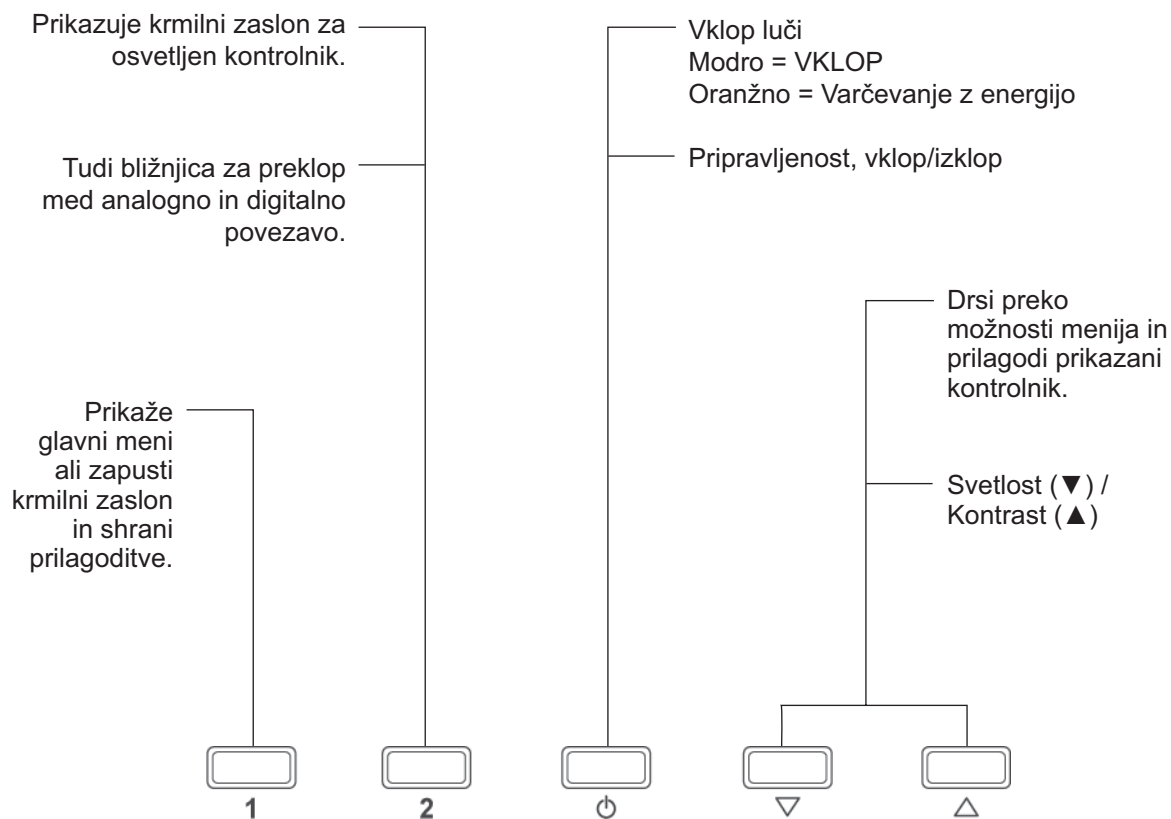 Prikazuje krmilni zaslon za
osvetljen kontrolnik.
Tudi bližnjica za preklop
med analogno in digitalno
povezavo.
Vklop luči
Modro = VKLOP
Oranžno = Varčevanje z energijo
Pripravljenost, vklop/izklop
Drsi preko
možnosti menija in
prilagodi prikazani
kontrolnik.
Prikaže
glavni meni
ali zapusti
krmilni zaslon
in shrani
prilagoditve.
Svetlost (▼) /
Kontrast (▲)
1 2